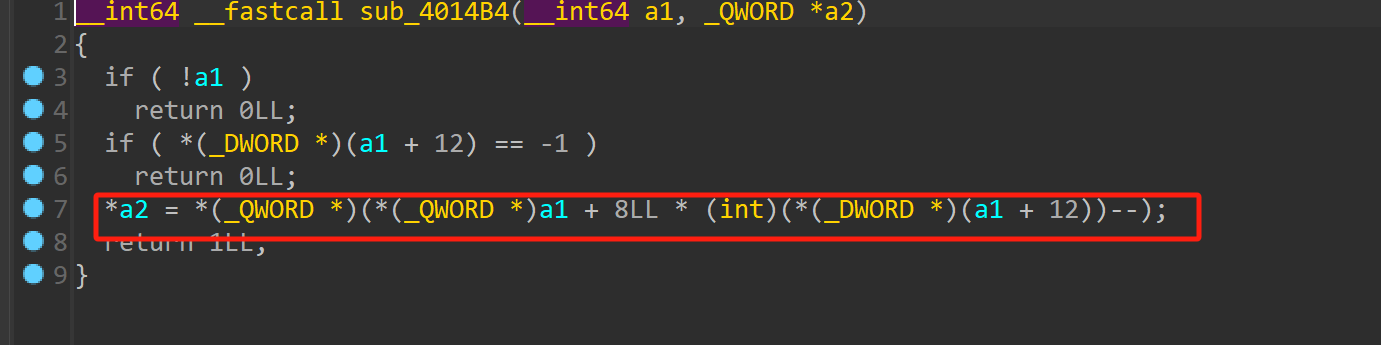 1 __int64 __fastcall sub_4014B4(__int64 a1, _QWORD *a2)
2 {
3 if ( !a1 )
4 return 0LL;
5 if ( *(_DWORD *)(a1 + 12) == -1 )
6 return 0LL;
7 *a2 = *(_QWORD *)(*(_QWORD *)a1 + 8LL * (int)(*(_DWORD *)(a1 + 12))--);
8 return 1LL;
9 }